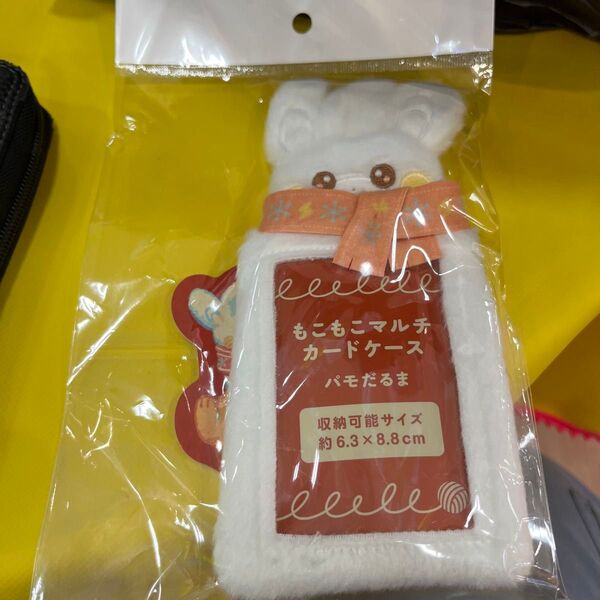 もこもこマルチ
カードケース
パモだるま
収納可能サイズ
約6.3×8.8cm